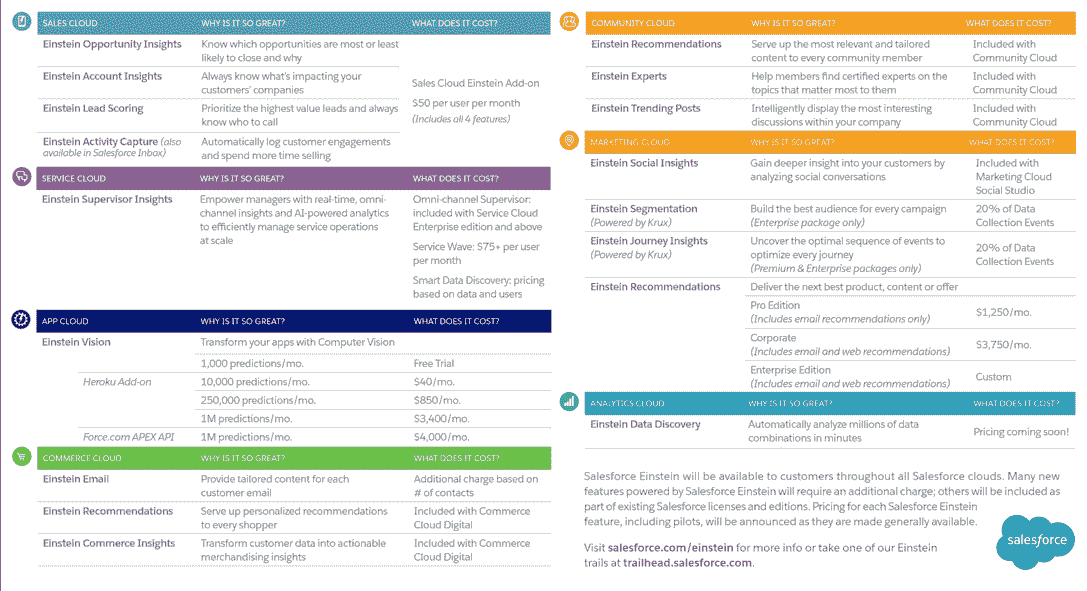 SALES CLOUD WHY IS IT SO GREAT? WHAT DOES IT COST?
Einstein Opportunity Insights Know which opportunities are most or least
likely to close and why
Einstein Account Insights Always know what's impacting your
customers' companies
Sales Cloud Einstein Add-on
$50 per user per month
(Includes all 4 features)
Einstein Lead Scoring Prioritize the highest value leads and always
know who to call
Einstein Activity Capture (also
available in Salesforce Inbox)
Automatically log customer engagements
and spend more time selling
SERVICE CLOUD WHY IS IT SO GREAT? WHAT DOES IT COST?
Einstein Supervisor Insights
Empower managers with real-time, omni-
channel insights and AI-powered analytics
to efficiently manage service operations
at scale
Omni-channel Supervisor:
included with Service Cloud
Enterprise edition and above
Service Wave: $75+ per user
per month
Smart Data Discovery: pricing
based on data and users
APP CLOUD WHY IS IT SO GREAT? WHAT DOES IT COST?
Einstein Vision Transform your apps with Computer Vision
1,000 predictions/mo. Free Trial
Heroku Add-on 10,000 predictions/mo. $40/mo.
250,000 predictions/mo. $850/mo.
1M predictions/mo. $3,400/mo.
Force.com APEX API 1M predictions/mo. $4,000/mo.
COMMERCE CLOUD WHY IS IT SO GREAT? WHAT DOES IT COST?
Einstein Email
Provide tailored content for each
customer email
Additional charge based on
# of contacts
Einstein Recommendations
Serve up personalized recommendations
to every shopper
Included with Commerce
Cloud Digital
Einstein Commerce Insights
Transform customer data into actionable
merchandising insights
Included with Commerce
Cloud Digital
COMMUNITY CLOUD WHY IS IT SO GREAT? WHAT DOES IT COST?
Einstein Recommendations
Serve up the most relevant and tailored
content to every community member
Included with
Community Cloud
Einstein Experts
Help members find certified experts on the
topics that matter most to them
Included with
Community Cloud
Einstein Trending Posts
Intelligently display the most interesting
discussions within your company
Included with
Community Cloud
MARKETING CLOUD WHY IS IT SO GREAT? WHAT DOES IT COST?
Einstein Social Insights
Gain deeper insight into your customers by
analyzing social conversations
Included with
Marketing Cloud
Social Studio
Einstein Segmentation
(Powered by Krux)
Build the best audience for every campaign
(Enterprise package only)
20% of Data
Collection Events
Einstein Journey Insights
(Powered by Krux)
Uncover the optimal sequence of events to
optimize every journey
(Premium & Enterprise packages only)
20% of Data
Collection Events
Einstein Recommendations Deliver the next best product, content or offer
Pro Edition
(Includes email recommendations only)
$1,250/mo.
Corporate
(Includes email and web recommendations)
$3,750/mo.
Enterprise Edition
(Includes email and web recommendations)
Custom
ANALYTICS CLOUD WHY IS IT SO GREAT? WHAT DOES IT COST?
Einstein Data Discovery
Automatically analyze millions of data
combinations in minutes
Pricing coming soon!
Salesforce Einstein will be available to customers throughout all Salesforce clouds. Many new
features powered by Salesforce Einstein will require an additional charge; others will be included as
part of existing Salesforce licenses and editions. Pricing for each Salesforce Einstein
feature, including pilots, will be announced as they are made generally available.
Visit salesforce.com/einstein for more info or take one of our Einstein
trails at trailhead.salesforce.com.
salesforce